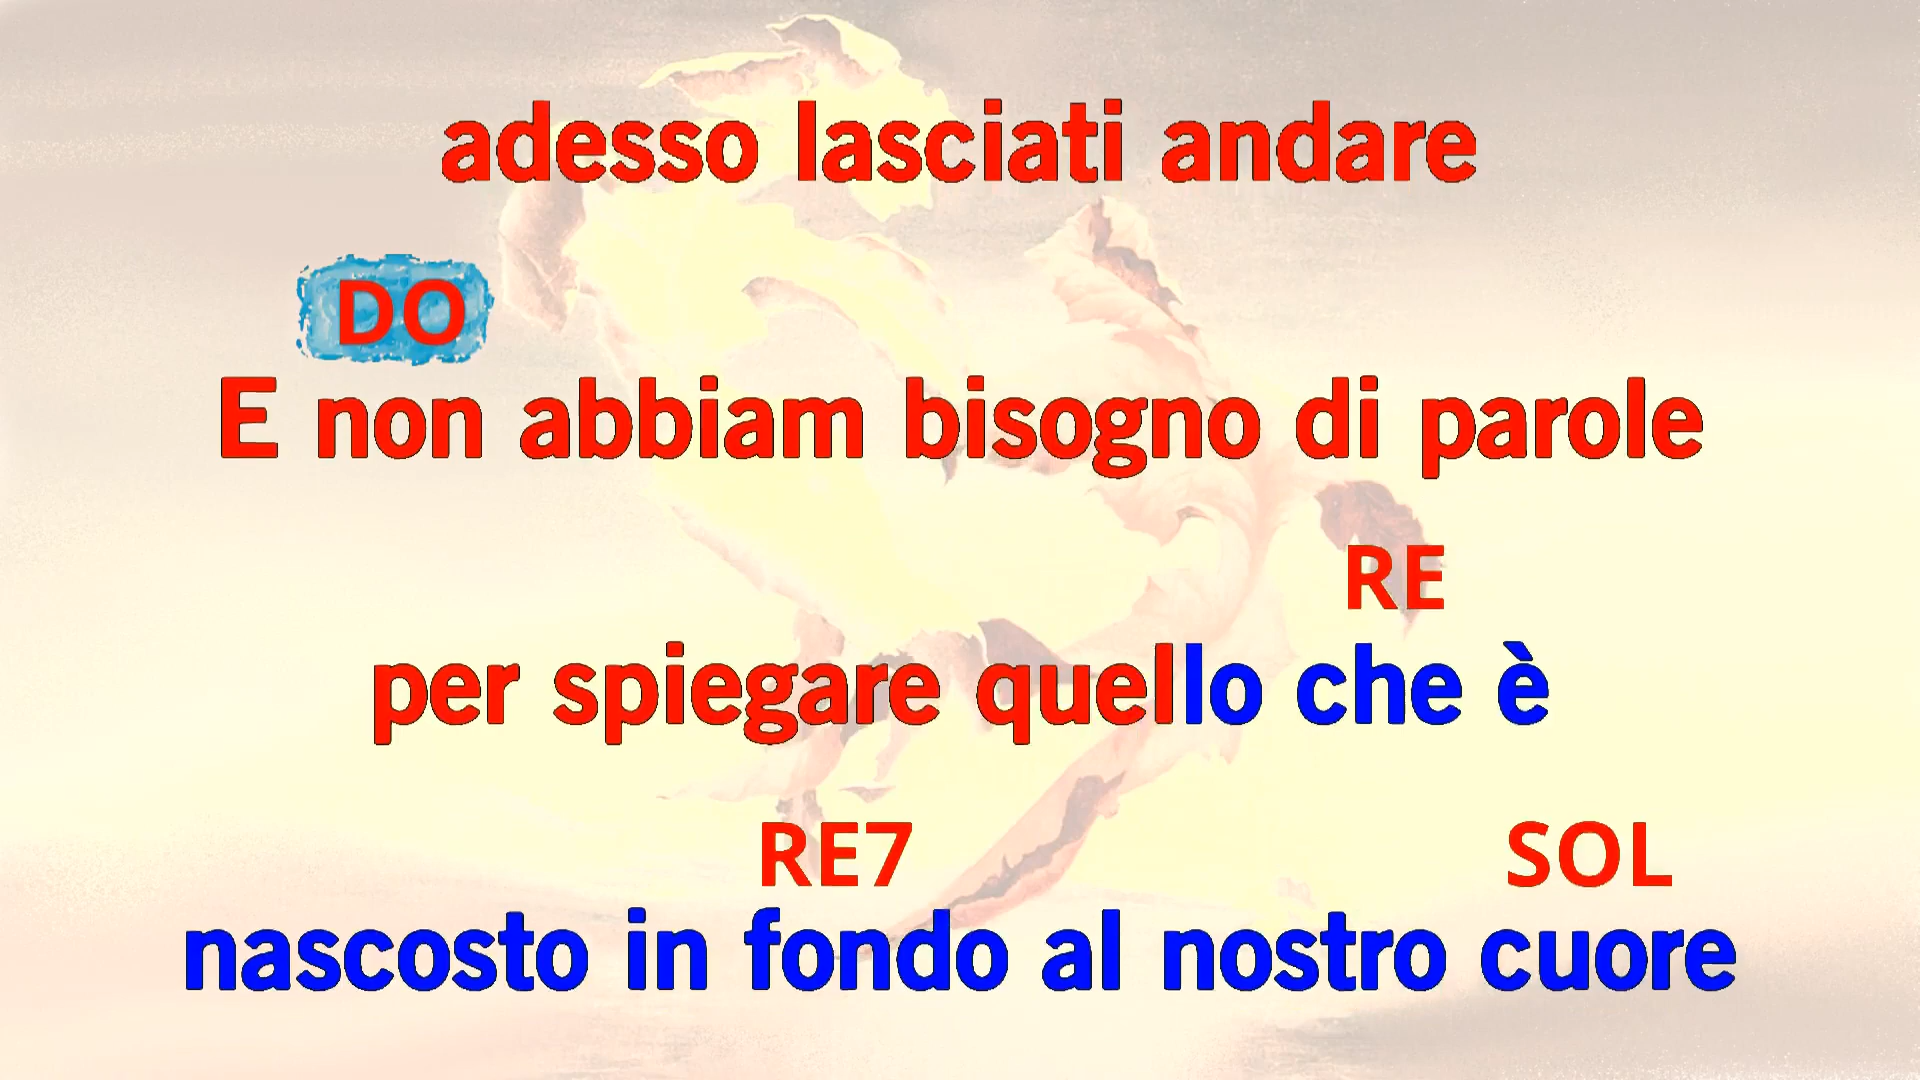 adesso lasciati andare
DO
E non abbiam bisogno di parole
RE
per spiegare quello che è
RE7 SOL
nascosto in fondo al nostro cuore